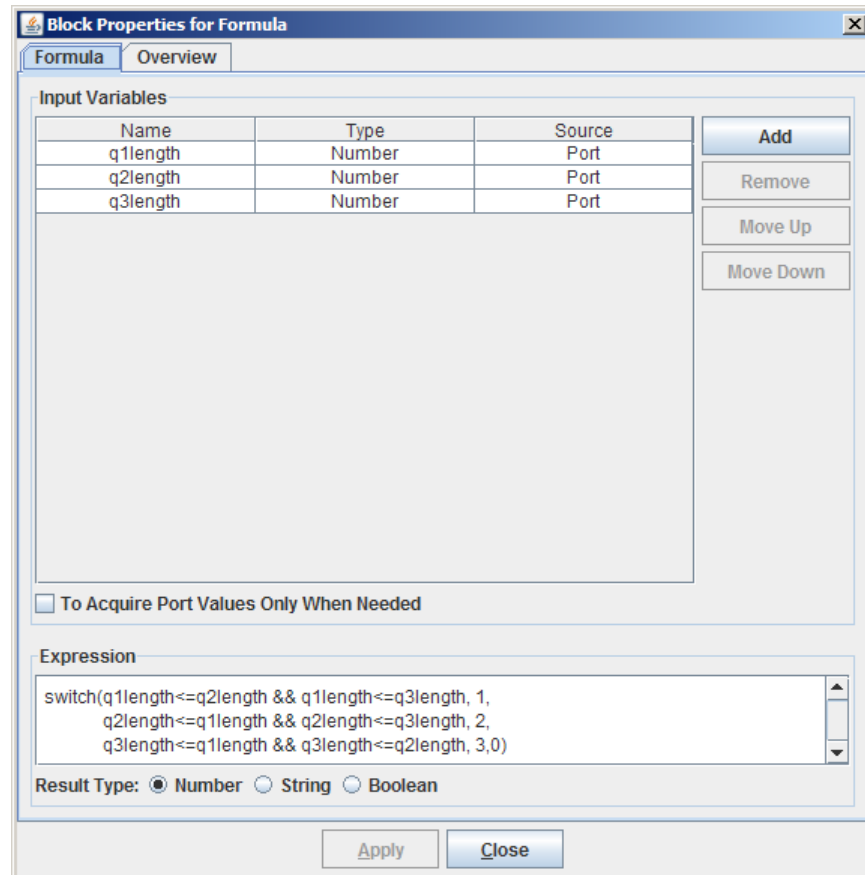 Block Properties for Formula
Formula Overview
Input Variables
Name Type Source
q1length Number Port
q2length Number Port
q3length Number Port
Add
Remove
Move Up
Move Down
To Acquire Port Values Only When Needed
Expression
switch(q1length<=q2length && q1length<=q3length, 1,
q2length<=q1length && q2length<=q3length, 2,
q3length<=q1length && q3length<=q2length, 3,0)
Result Type: Number String Boolean
Apply Close